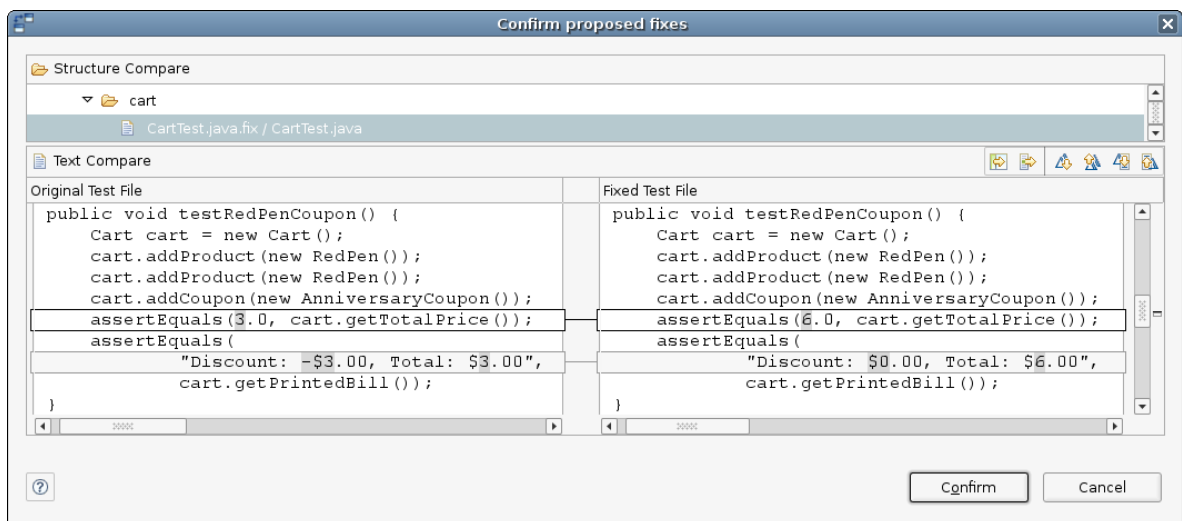 Confirm proposed fixes
Structure Compare
cart
CartTest.java.fix / CartTest.java
Text Compare
Original Test File
public void testRedPenCoupon() {
Cart cart = new Cart();
cart.addProduct(new RedPen());
cart.addProduct(new RedPen());
cart.addCoupon(new AnniversaryCoupon());
assertEquals(3.0, cart.getTotalPrice());
assertEquals(
"Discount: -$3.00, Total: $3.00",
cart.getPrintedBill());
}
Fixed Test File
public void testRedPenCoupon() {
Cart cart = new Cart();
cart.addProduct(new RedPen());
cart.addProduct(new RedPen());
cart.addCoupon(new AnniversaryCoupon());
assertEquals(6.0, cart.getTotalPrice());
assertEquals(
"Discount: $0.00, Total: $6.00",
cart.getPrintedBill());
}
?
Confirm
Cancel